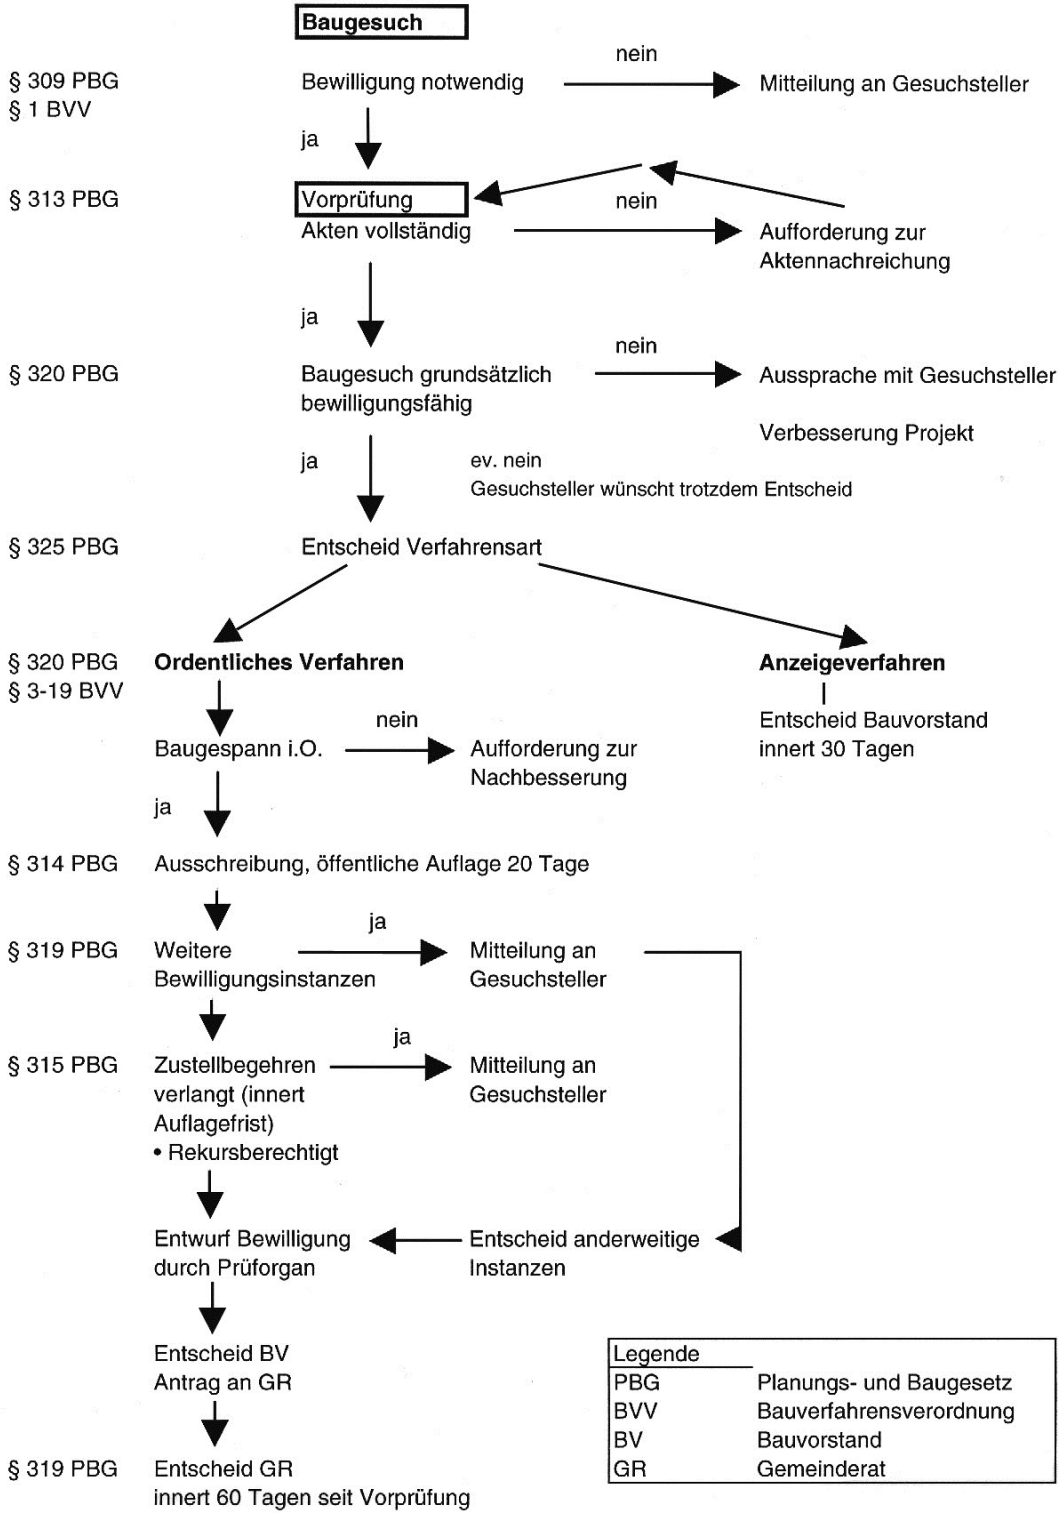 Baugesuch
nein
§ 309 PBG Bewilligung notwendig Mitteilung an Gesuchsteller
§ 1 BVV
ja
§ 313 PBG Vorprüfung nein
Akten vollständig Aufforderung zur
Aktennachreichung
ja
nein
§ 320 PBG Baugesuch grundsätzlich Aussprache mit Gesuchsteller
bewilligungsfähig
Verbesserung Projekt
ja ev. nein
Gesuchsteller wünscht trotzdem Entscheid
§ 325 PBG Entscheid Verfahrensart
§ 320 PBG Ordentliches Verfahren Anzeigeverfahren
§ 3-19 BVV
nein Entscheid Bauvorstand
Baugespann i.O. Aufforderung zur innert 30 Tagen
Nachbesserung
ja
§ 314 PBG Ausschreibung, öffentliche Auflage 20 Tage
ja
§ 319 PBG Weitere Mitteilung an
Bewilligungsinstanzen Gesuchsteller
ja
§ 315 PBG Zustellbegehren Mitteilung an
verlangt (innert Gesuchsteller
Auflagefrist)
• Rekursberechtigt
Entwurf Bewilligung Entscheid anderweitige
durch Prüforgan Instanzen
Entscheid BV
Antrag an GR
§ 319 PBG Entscheid GR
innert 60 Tagen seit Vorprüfung
Legende
PBG Planungs- und Baugesetz
BVV Bauverfahrensverordnung
BV Bauvorstand
GR Gemeinderat